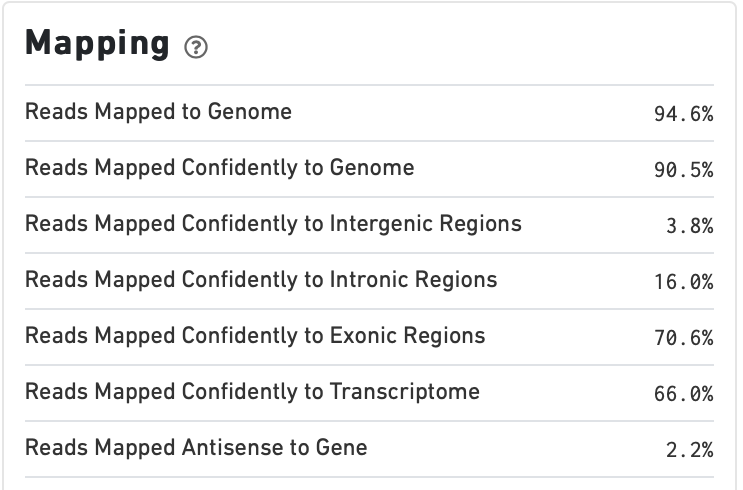 Mapping ?
Reads Mapped to Genome 94.6%
Reads Mapped Confidently to Genome 90.5%
Reads Mapped Confidently to Intergenic Regions 3.8%
Reads Mapped Confidently to Intronic Regions 16.0%
Reads Mapped Confidently to Exonic Regions 70.6%
Reads Mapped Confidently to Transcriptome 66.0%
Reads Mapped Antisense to Gene 2.2%